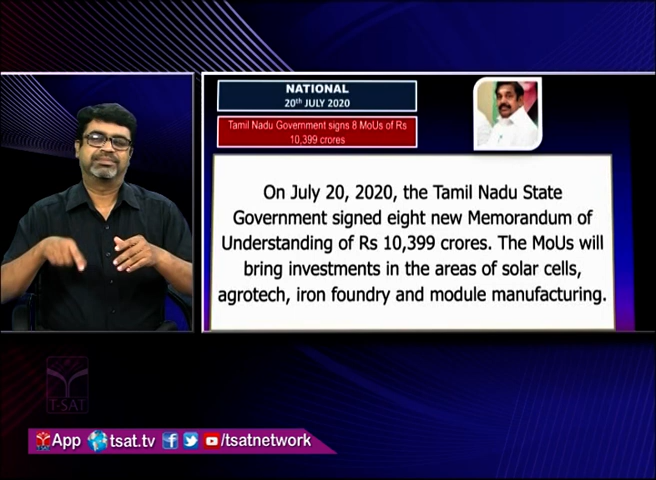 NATIONAL
20th JULY 2020
Tamil Nadu Government signs 8 MoUs of Rs
10,399 crores
On July 20, 2020, the Tamil Nadu State
Government signed eight new Memorandum of
Understanding of Rs 10,399 crores. The MoUs will
bring investments in the areas of solar cells,
agrotech, iron foundry and module manufacturing.
T-SAT
App tsat.tv /tsatnetwork